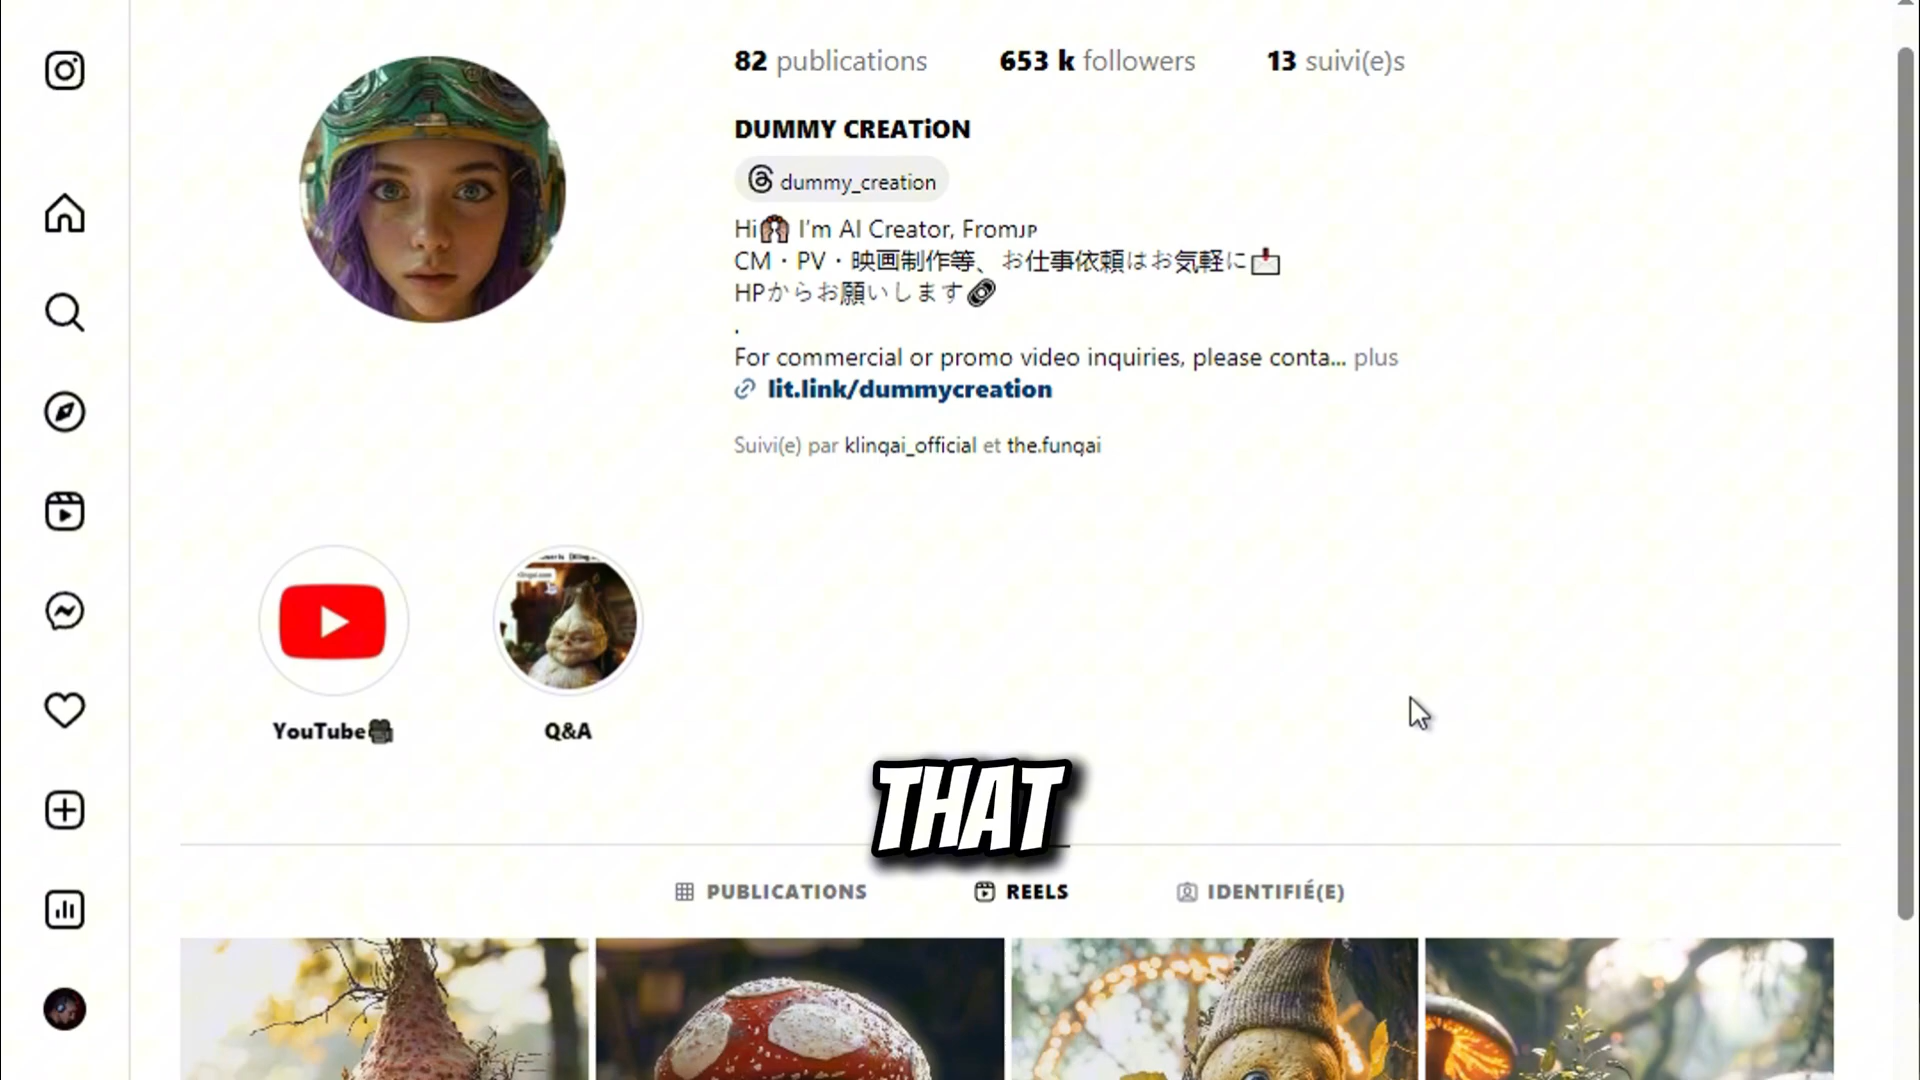 82 publications 653 k followers 13 suivi(e)s
DUMMY CREATiON
dummy_creation
Hi🙌 I'm AI Creator, FromJP
CM・PV・映画制作等、お仕事依頼はお気軽に📩
HPからお願いします🔗
.
For commercial or promo video inquiries, please conta... plus
lit.link/dummycreation
Suivi(e) par klingai_official et the.fungai
YouTube🎥 Q&A
THAT
PUBLICATIONS REELS IDENTIFIÉ(E)